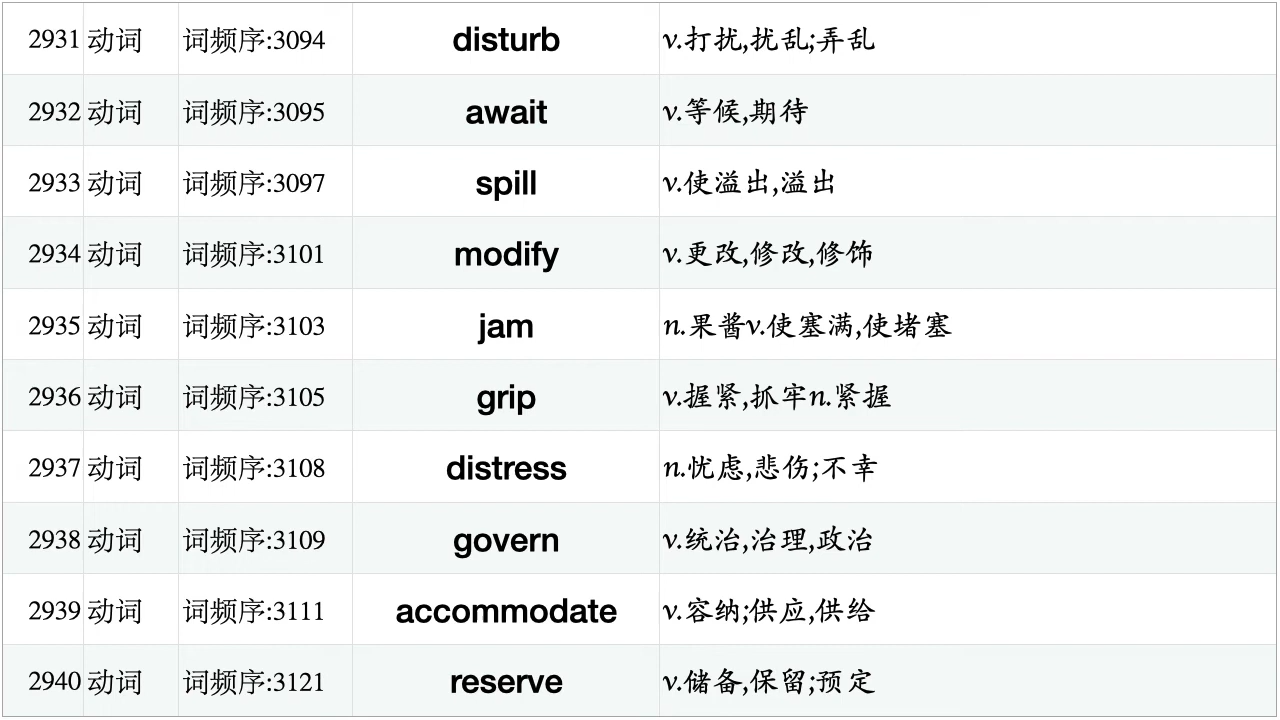 2931 动词 词频序:3094 disturb v.打扰,扰乱;弄乱
2932 动词 词频序:3095 await v.等候,期待
2933 动词 词频序:3097 spill v.使溢出,溢出
2934 动词 词频序:3101 modify v.更改,修改,修饰
2935 动词 词频序:3103 jam n.果酱v.使塞满,使堵塞
2936 动词 词频序:3105 grip v.握紧,抓牢n.紧握
2937 动词 词频序:3108 distress n.忧虑,悲伤;不幸
2938 动词 词频序:3109 govern v.统治,治理,政治
2939 动词 词频序:3111 accommodate v.容纳;供应,供给
2940 动词 词频序:3121 reserve v.储备,保留;预定